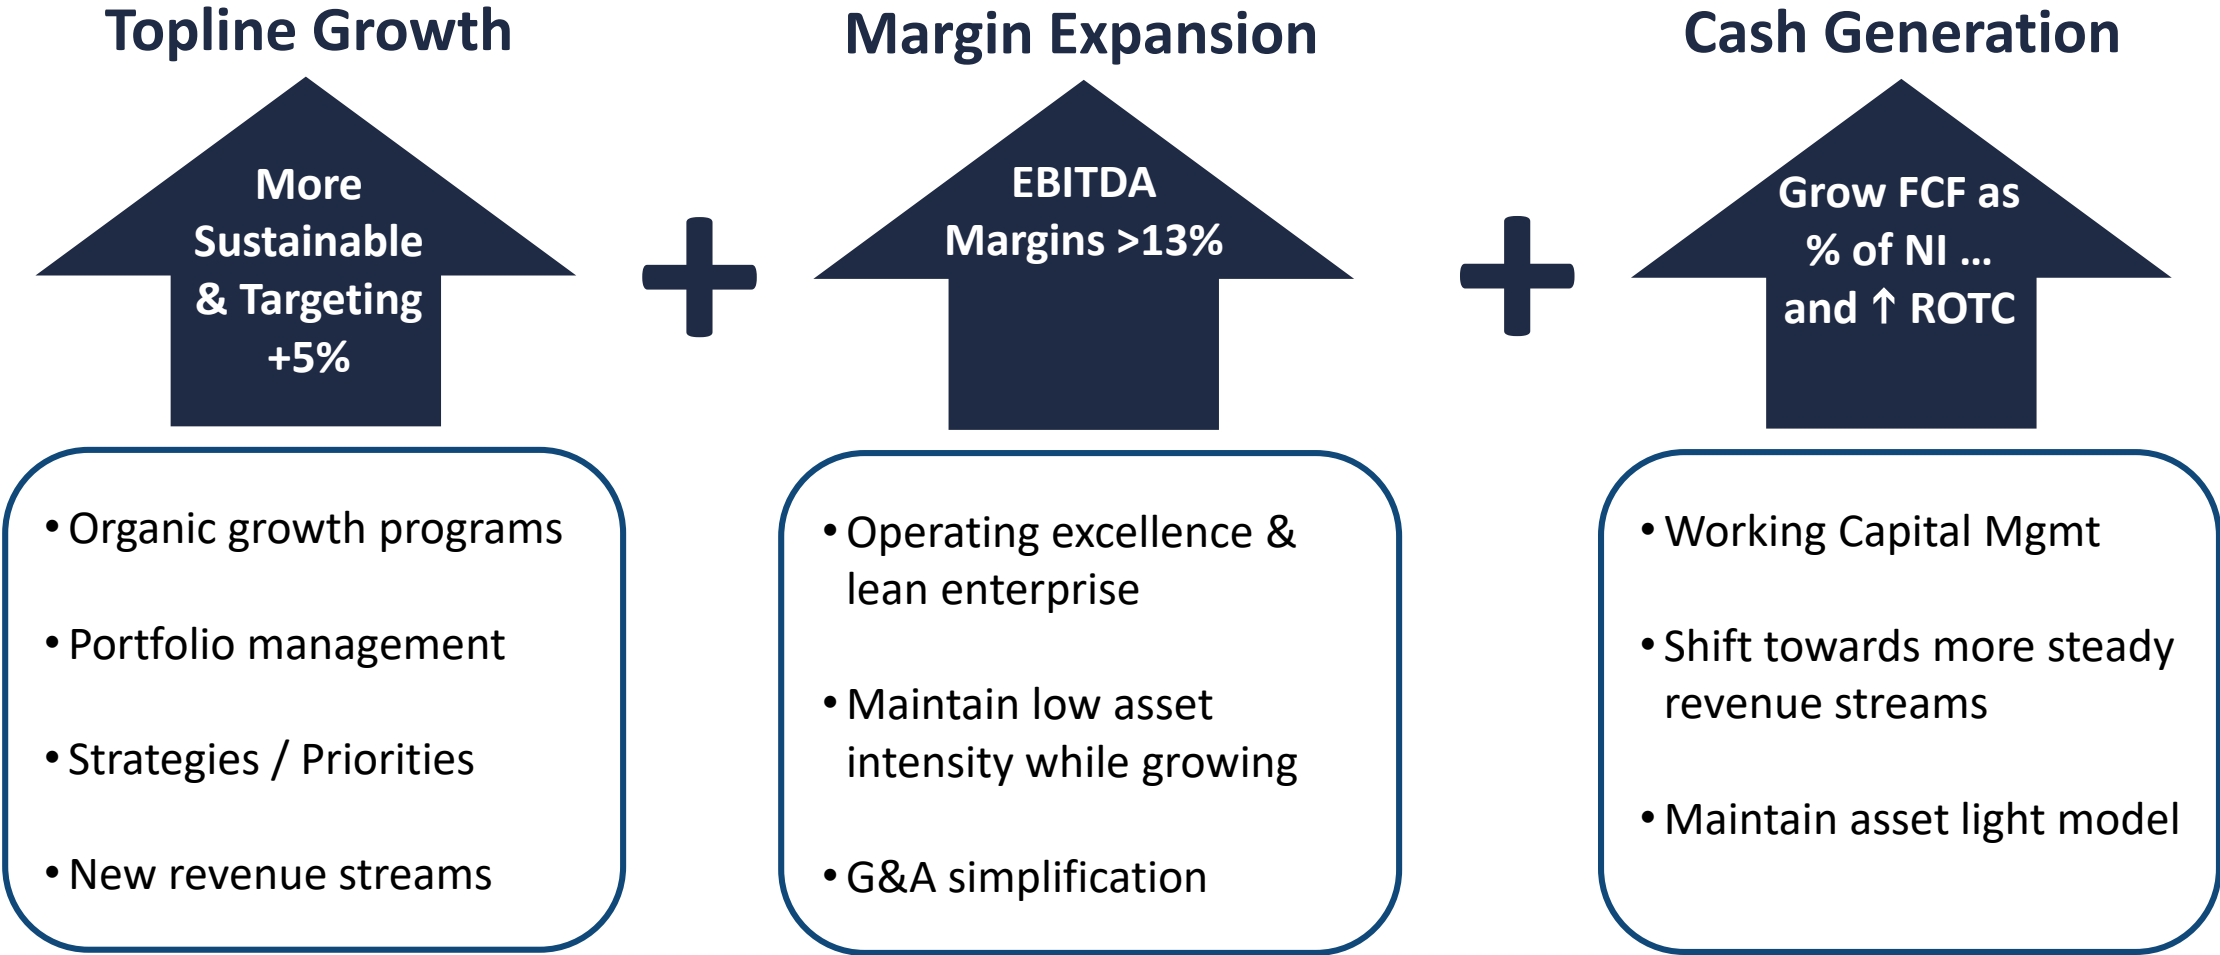 Topline Growth
More
Sustainable
& Targeting
+5%
• Organic growth programs
• Portfolio management
• Strategies / Priorities
• New revenue streams
Margin Expansion
EBITDA
Margins >13%
• Operating excellence &
lean enterprise
• Maintain low asset
intensity while growing
• G&A simplification
Cash Generation
Grow FCF as
% of NI ...
and ↑ ROTC
• Working Capital Mgmt
• Shift towards more steady
revenue streams
• Maintain asset light model